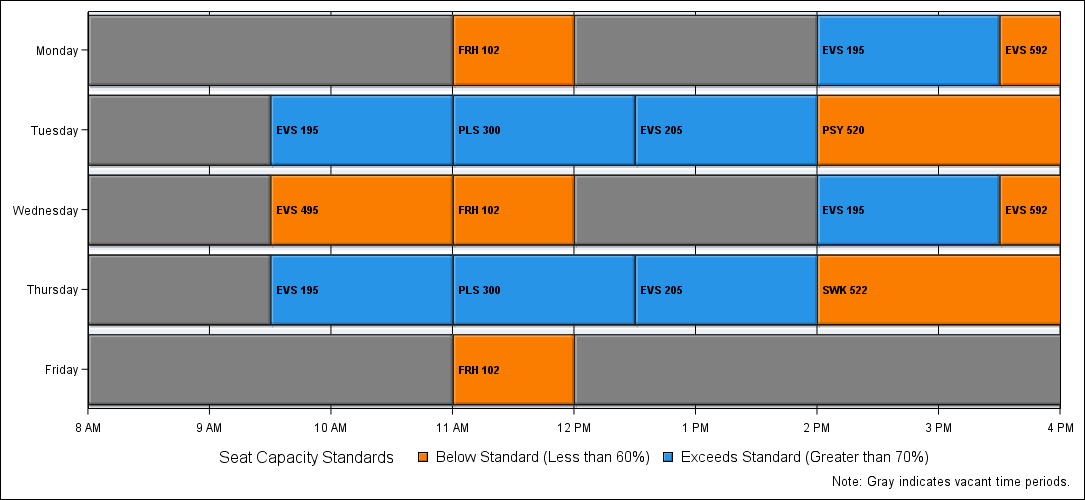 Monday FRH 102 EVS 195 EVS 592
Tuesday EVS 195 PLS 300 EVS 205 PSY 520
Wednesday EVS 495 FRH 102 EVS 195 EVS 592
Thursday EVS 195 PLS 300 EVS 205 SWK 522
Friday FRH 102
8 AM 9 AM 10 AM 11 AM 12 PM 1 PM 2 PM 3 PM 4 PM
Seat Capacity Standards Below Standard (Less than 60%) Exceeds Standard (Greater than 70%)
Note: Gray indicates vacant time periods.